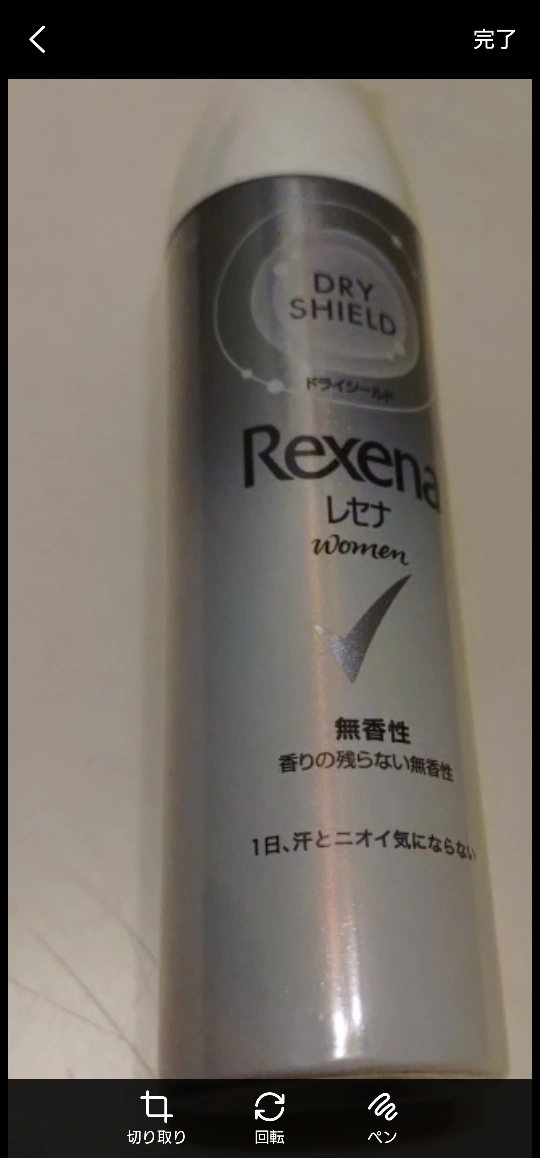 完了
DRY
SHIELD
ドライシールド
Rexena
レセナ
women
無香性
香りの残らない無香性
1日、汗とニオイ気にならない
切り取り
回転
ペン